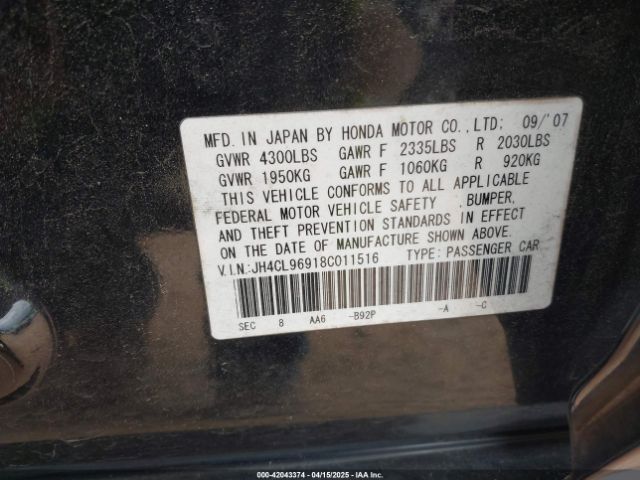 MFD. IN JAPAN BY HONDA MOTOR CO., LTD: 09/'07
GVWR 4300LBS GAWR F 2335LBS R 2030LBS
GVWR 1950KG GAWR F 1060KG R 920KG
THIS VEHICLE CONFORMS TO ALL APPLICABLE
FEDERAL MOTOR VEHICLE SAFETY , BUMPER,
AND THEFT PREVENTION STANDARDS IN EFFECT
ON THE DATE OF MANUFACTURE SHOWN ABOVE.
V.I.N:JH4CL96918C011516 TYPE: PASSENGER CAR
SEC 8 AA6 -B92P -A -C
000-42043374 - 04/15/2025 - IAA Inc.